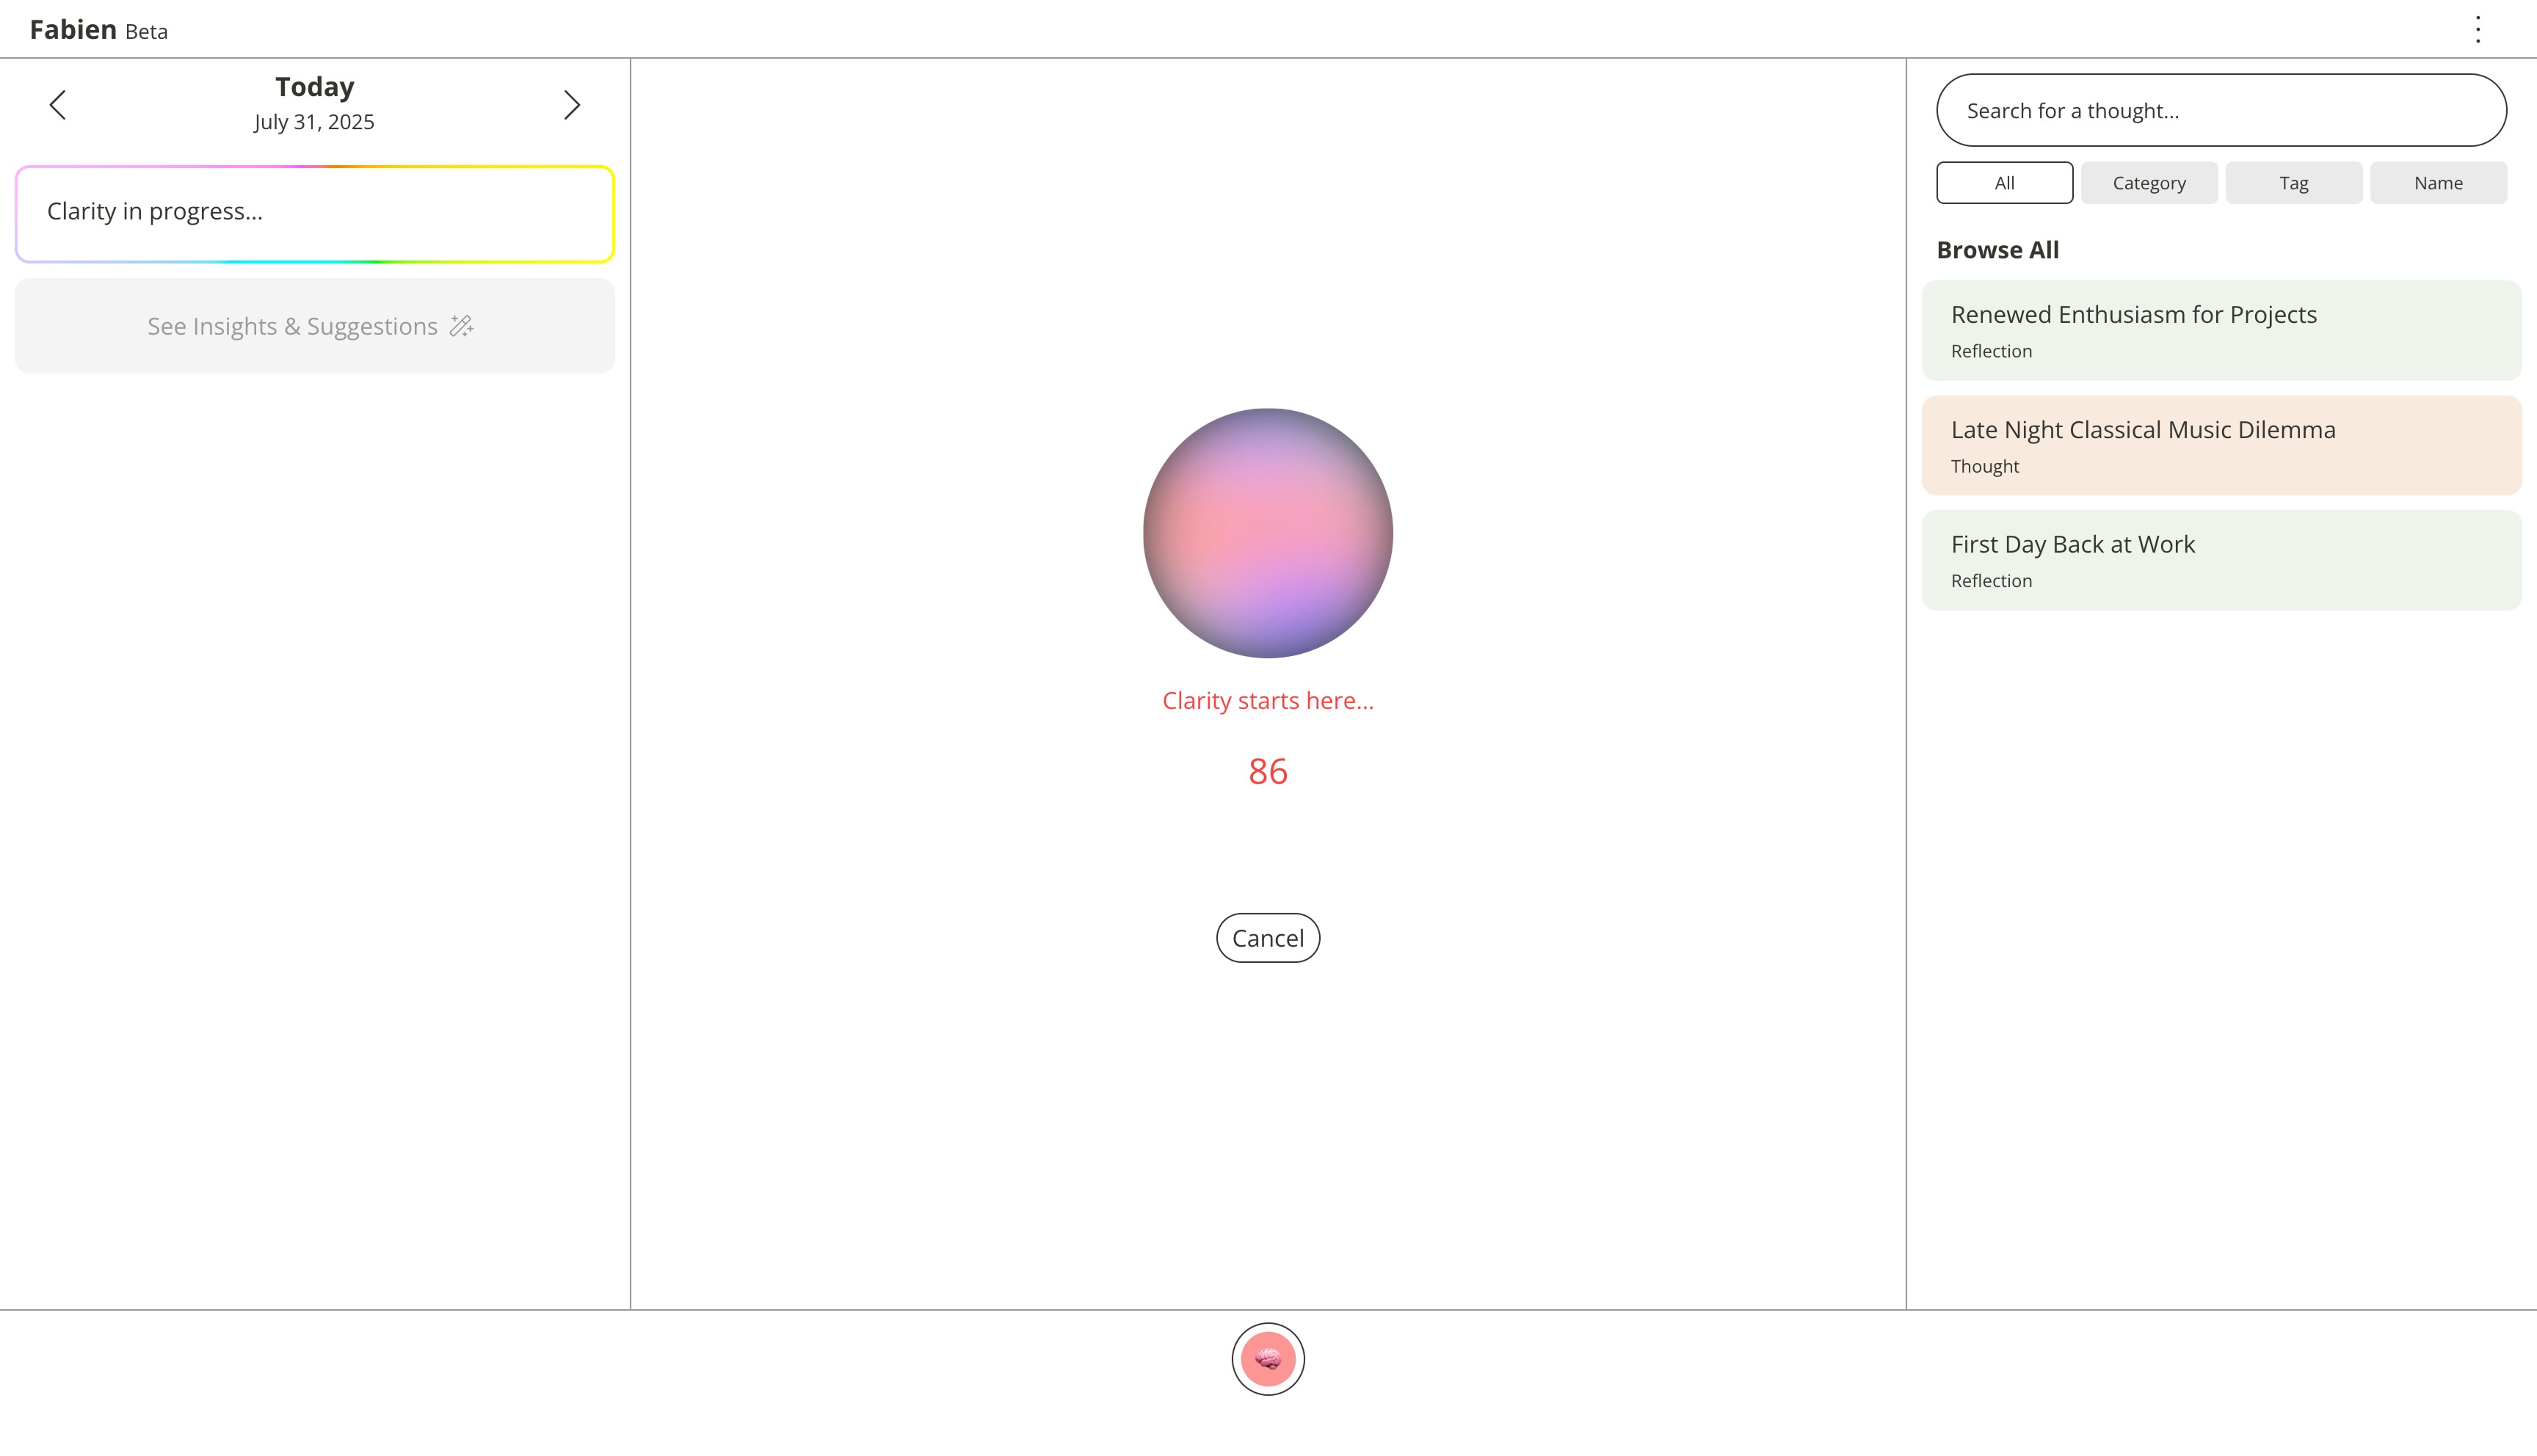 Fabien Beta
Today
July 31, 2025
Clarity in progress...
See Insights & Suggestions
Clarity starts here...
86
Cancel
Search for a thought...
All Category Tag Name
Browse All
Renewed Enthusiasm for Projects
Reflection
Late Night Classical Music Dilemma
Thought
First Day Back at Work
Reflection